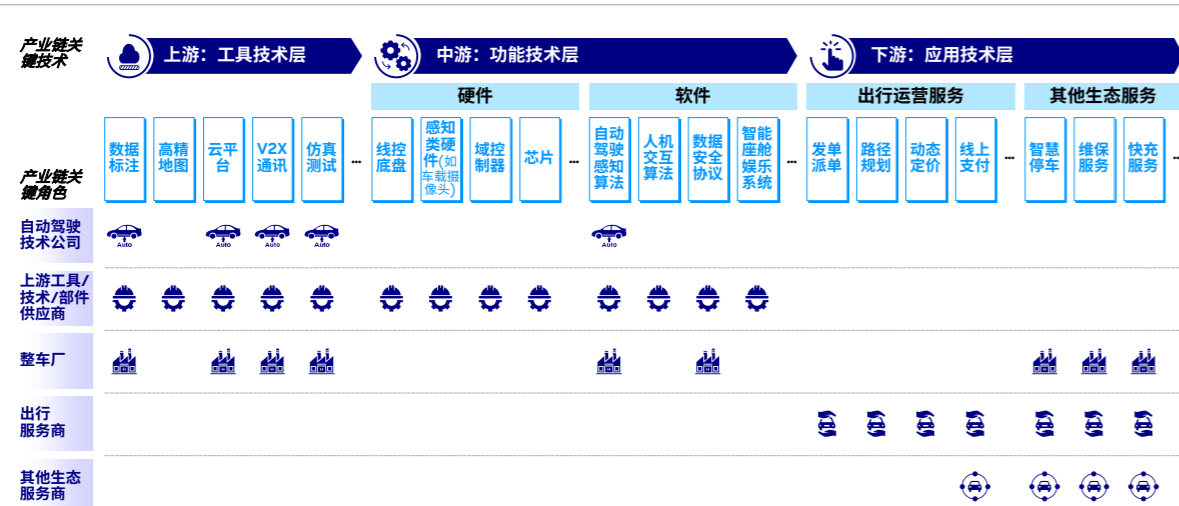 产业链关
键技术
上游：工具技术层
中游：功能技术层
下游：应用技术层
硬件
软件
出行运营服务
其他生态服务
产业链关
键角色
数据
标注
高精
地图
云平
台
V2X
通讯
仿真
测试
...
线控
底盘
感知
类硬
件(如
车载摄
像头)
域控
制器
芯片
...
自动
驾驶
感知
算法
人机
交互
算法
数据
安全
协议
智能
座舱
娱乐
系统
...
发单
派单
路径
规划
动态
定价
线上
支付
...
智慧
停车
维保
服务
快充
服务
...
自动驾驶
技术公司
Auto
Auto
Auto
Auto
Auto
上游工具/
技术/部件
供应商
整车厂
出行
服务商
其他生态
服务商